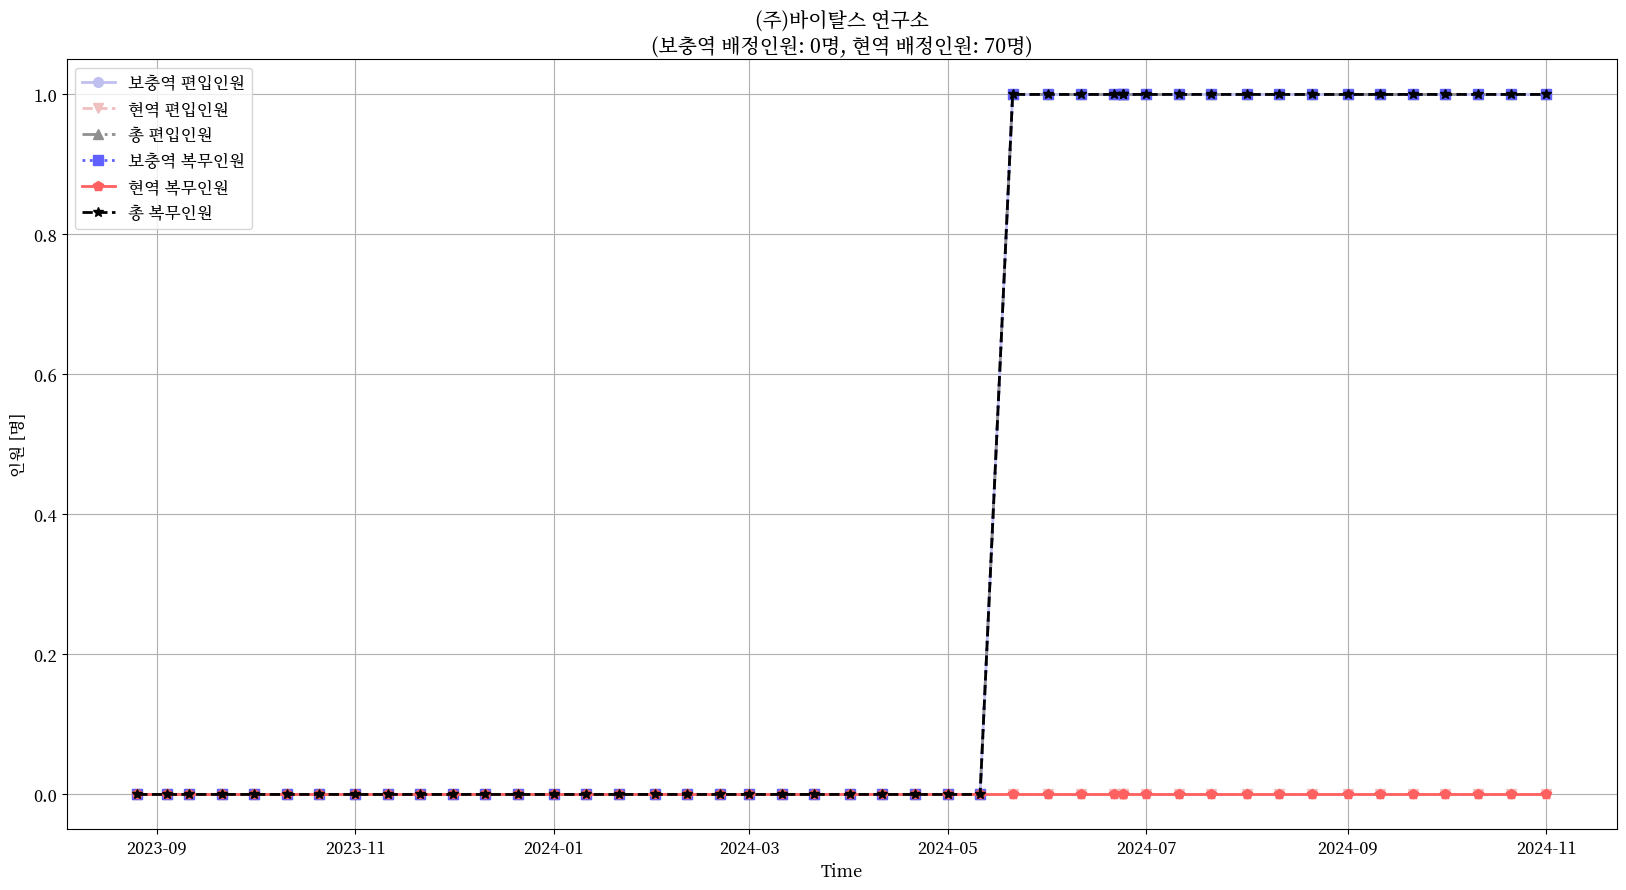 (주)바이탈스 연구소
(보충역 배정인원: 0명, 현역 배정인원: 70명)
보충역 편입인원
현역 편입인원
총 편입인원
보충역 복무인원
현역 복무인원
총 복무인원
인원 [명]
1.0
0.8
0.6
0.4
0.2
0.0
2023-09
2023-11
2024-01
2024-03
2024-05
2024-07
2024-09
2024-11
Time